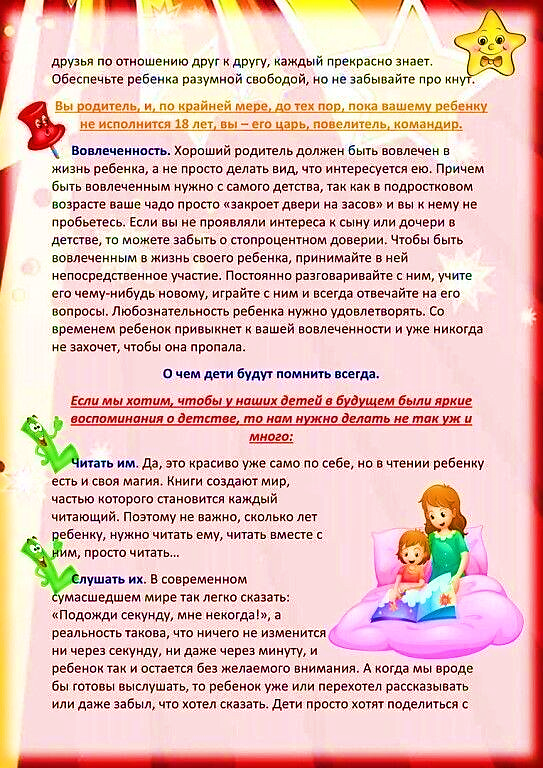 друзья по отношению друг к другу, каждый прекрасно знает.
Обеспечьте ребенка разумной свободой, но не забывайте про кнут.
Вы родитель, и, по крайней мере, до тех пор, пока вашему ребенку
не исполнится 18 лет, вы – его царь, повелитель, командир.
Вовлеченность. Хороший родитель должен быть вовлечен в
жизнь ребенка, а не просто делать вид, что интересуется ею. Причем
быть вовлеченным нужно с самого детства, так как в подростковом
возрасте ваше чадо просто «закроет двери на засов» и вы к нему не
пробьетесь. Если вы не проявляли интереса к сыну или дочери в
детстве, то можете забыть о стопроцентном доверии. Чтобы быть
вовлеченным в жизнь своего ребенка, принимайте в ней
непосредственное участие. Постоянно разговаривайте с ним, учите
его чему-нибудь новому, играйте с ним и всегда отвечайте на его
вопросы. Любознательность ребенка нужно удовлетворять. Со
временем ребенок привыкнет к вашей вовлеченности и уже никогда
не захочет, чтобы она пропала.
О чем дети будут помнить всегда.
Если мы хотим, чтобы у наших детей в будущем были яркие
воспоминания о детстве, то нам нужно делать не так уж и
много:
Читать им. Да, это красиво уже само по себе, но в чтении ребенку
есть и своя магия. Книги создают мир,
частью которого становится каждый
читающий. Поэтому не важно, сколько лет
ребенку, нужно читать ему, читать вместе с
ним, просто читать...
Слушать их. В современном
сумасшедшем мире так легко сказать:
«Подожди секунду, мне некогда!», а
реальность такова, что ничего не изменится
ни через секунду, ни даже через минуту, и
ребенок так и остается без желаемого внимания. А когда мы вроде
бы готовы выслушать, то ребенок уже или перехотел рассказывать
или даже забыл, что хотел сказать. Дети просто хотят поделиться с